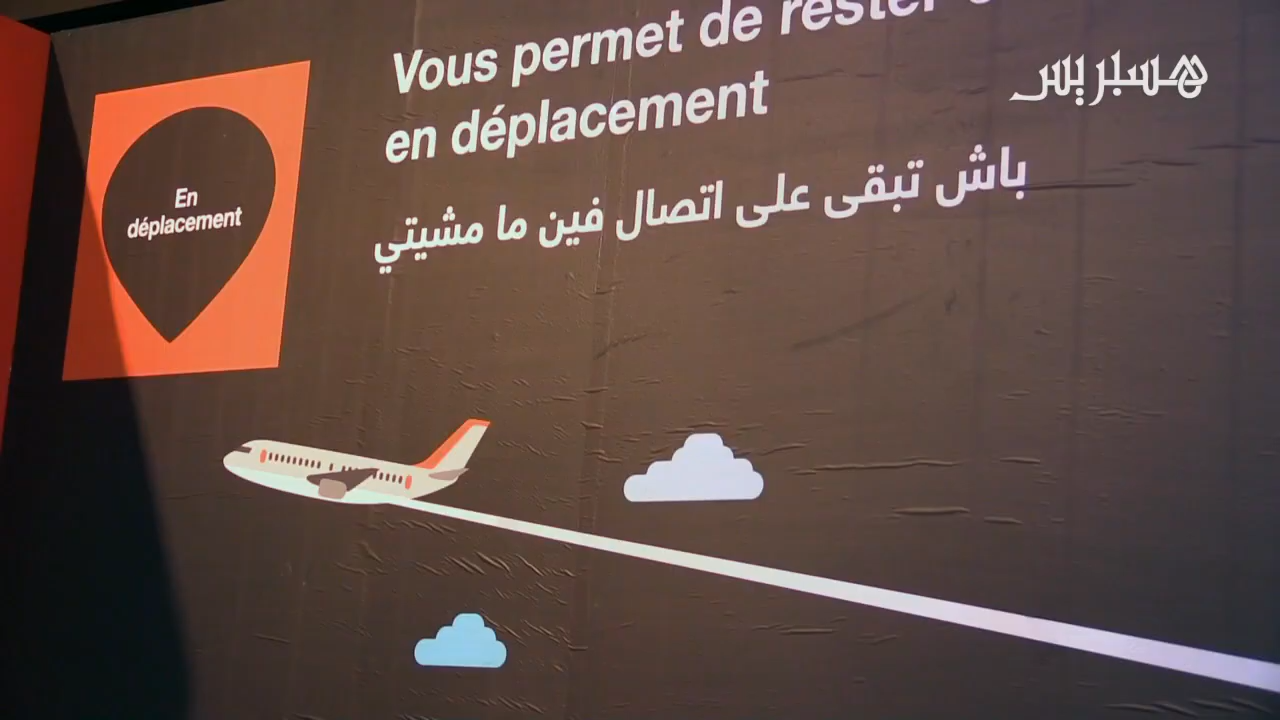 Vous permet de rester
en déplacement
هسبريس
باش تبقى على اتصال فين ما مشيتي
En
déplacement